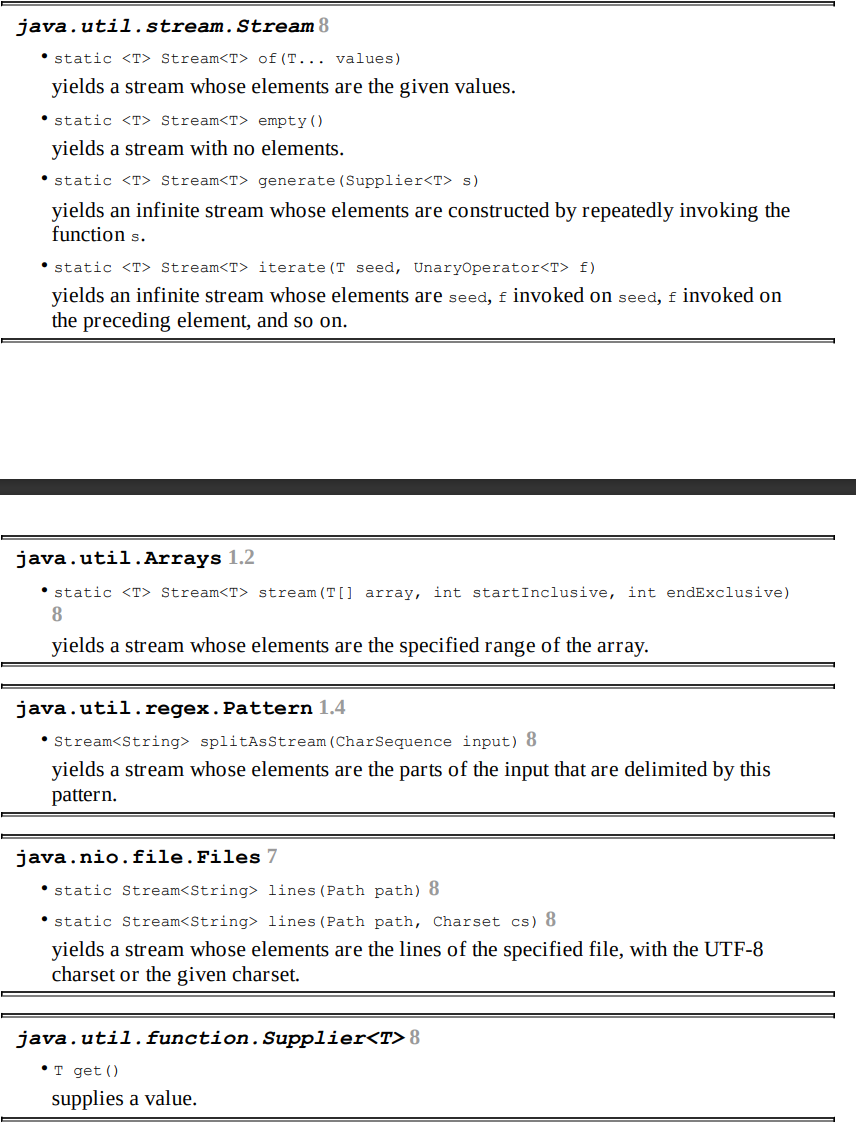 java.util.stream.Stream 8
• static <T> Stream<T> of(T... values)
yields a stream whose elements are the given values.
• static <T> Stream<T> empty()
yields a stream with no elements.
• static <T> Stream<T> generate(Supplier<T> s)
yields an infinite stream whose elements are constructed by repeatedly invoking the
function s.
• static <T> Stream<T> iterate(T seed, UnaryOperator<T> f)
yields an infinite stream whose elements are seed, f invoked on seed, f invoked on
the preceding element, and so on.
java.util.Arrays 1.2
• static <T> Stream<T> stream(T[] array, int startInclusive, int endExclusive)
8
yields a stream whose elements are the specified range of the array.
java.util.regex.Pattern 1.4
• Stream<String> splitAsStream(CharSequence input) 8
yields a stream whose elements are the parts of the input that are delimited by this
pattern.
java.nio.file.Files 7
• static Stream<String> lines(Path path) 8
• static Stream<String> lines(Path path, Charset cs) 8
yields a stream whose elements are the lines of the specified file, with the UTF-8
charset or the given charset.
java.util.function.Supplier<T> 8
• T get()
supplies a value.